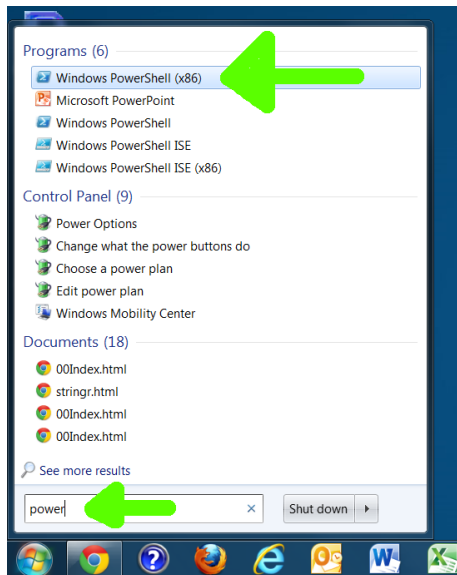 Programs (6)
Windows PowerShell (x86)
Microsoft PowerPoint
Windows PowerShell
Windows PowerShell ISE
Windows PowerShell ISE (x86)
Control Panel (9)
Power Options
Change what the power buttons do
Choose a power plan
Edit power plan
Windows Mobility Center
Documents (18)
00Index.html
stringr.html
00Index.html
00Index.html
See more results
power × Shut down